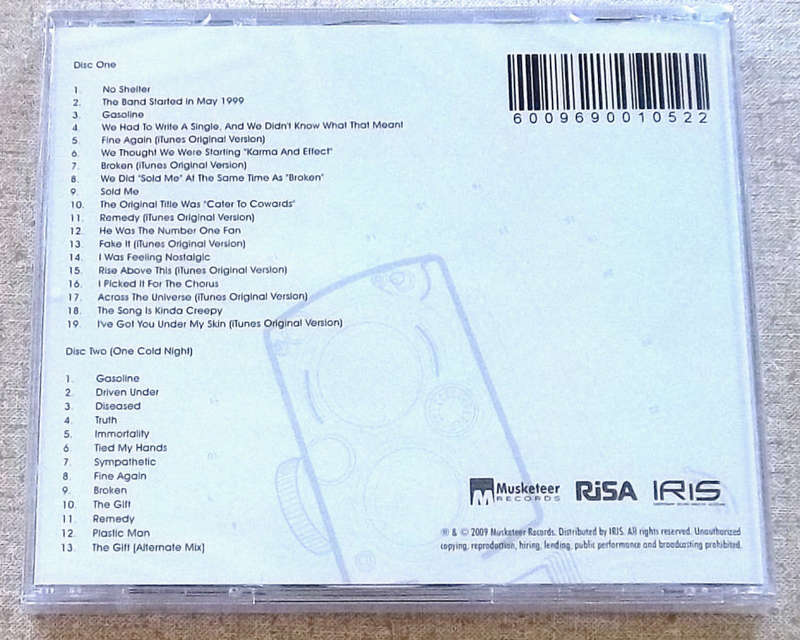 Disc One
1. No Shelter
2. The Band Started In May 1999
3. Gasoline
4. We Had To Write A Single, And We Didn't Know What That Meant
5. Fine Again (iTunes Original Version)
6. We Thought We Were Starting "Karma And Effect"
7. Broken (iTunes Original Version)
8. We Did "Sold Me" At The Same Time As "Broken"
9. Sold Me
10. The Original Title Was "Cater To Cowards"
11. Remedy (iTunes Original Version)
12. He Was The Number One Fan
13. Fake It (iTunes Original Version)
14. I Was Feeling Nostalgic
15. Rise Above This (iTunes Original Version)
16. I Picked It For The Chorus
17. Across The Universe (iTunes Original Version)
18. The Song Is Kinda Creepy
19. I've Got You Under My Skin (iTunes Original Version)
Disc Two (One Cold Night)
1. Gasoline
2. Driven Under
3. Diseased
4. Truth
5. Immortality
6. Tied My Hands
7. Sympathetic
8. Fine Again
9. Broken
10. The Gift
11. Remedy
12. Plastic Man
13. The Gift (Alternate Mix]
6009690010522
Musketeer
RECORDS
RiSA
IRIS
℗ & © 2009 Musketeer Records. Distributed by IRIS. All rights reserved. Unauthorized
copying, reproduction, hiring, lending, public performance and broadcasting prohibited.